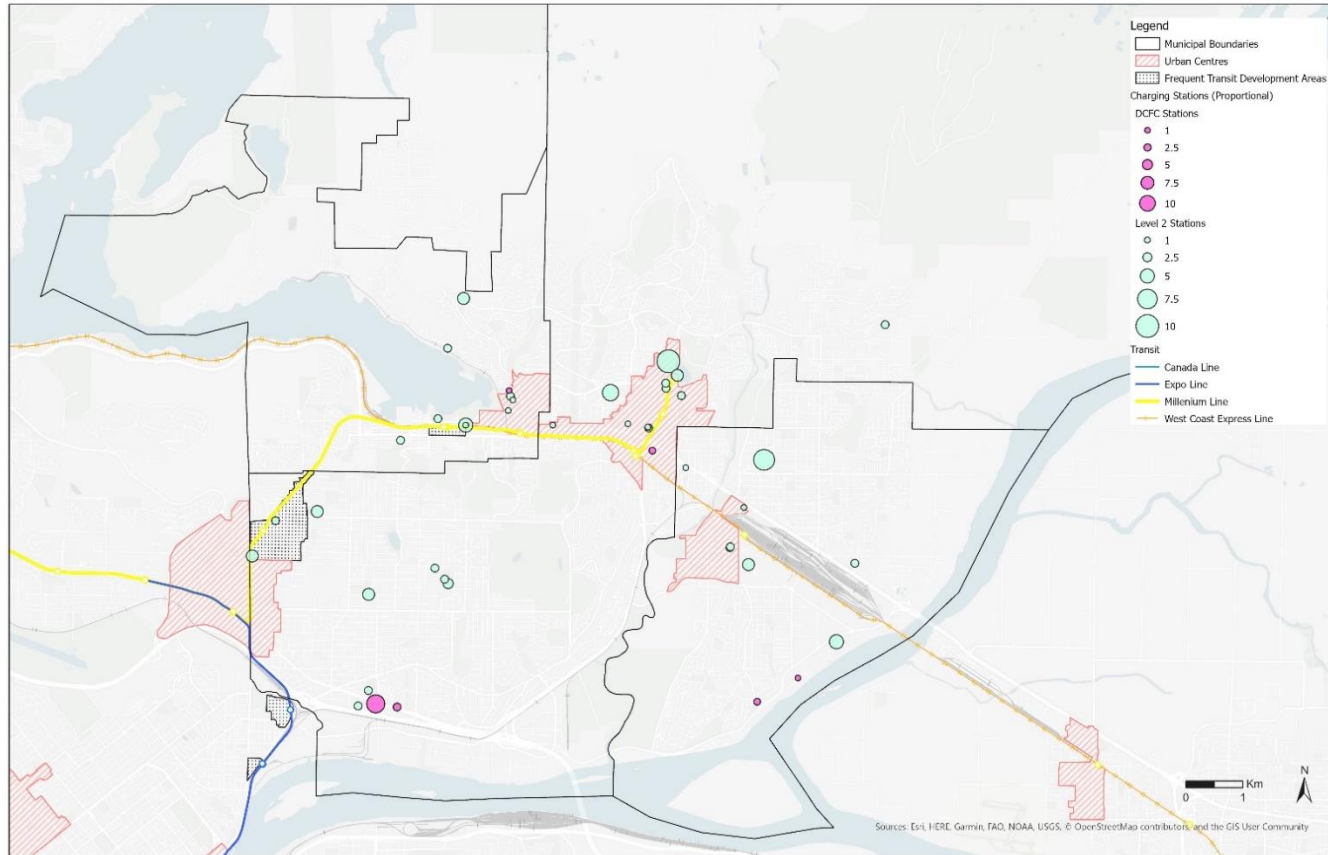 Legend
Municipal Boundaries
Urban Centres
Frequent Transit Development Areas
Charging Stations (Proportional)
DCFC Stations
1
2.5
5
7.5
10
Level 2 Stations
1
2.5
5
7.5
10
Transit
Canada Line
Expo Line
Millenium Line
West Coast Express Line
Km
0 1
N
Sources: Esri, HERE, Garmin, FAO, NOAA, USGS, © OpenStreetMap contributors, and the GIS User Community